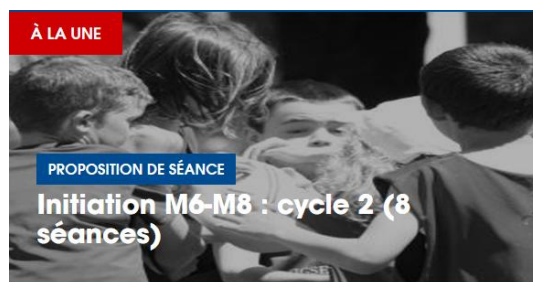 À LA UNE
PROPOSITION DE SÉANCE
Initiation M6-M8 : cycle 2 (8
séances)